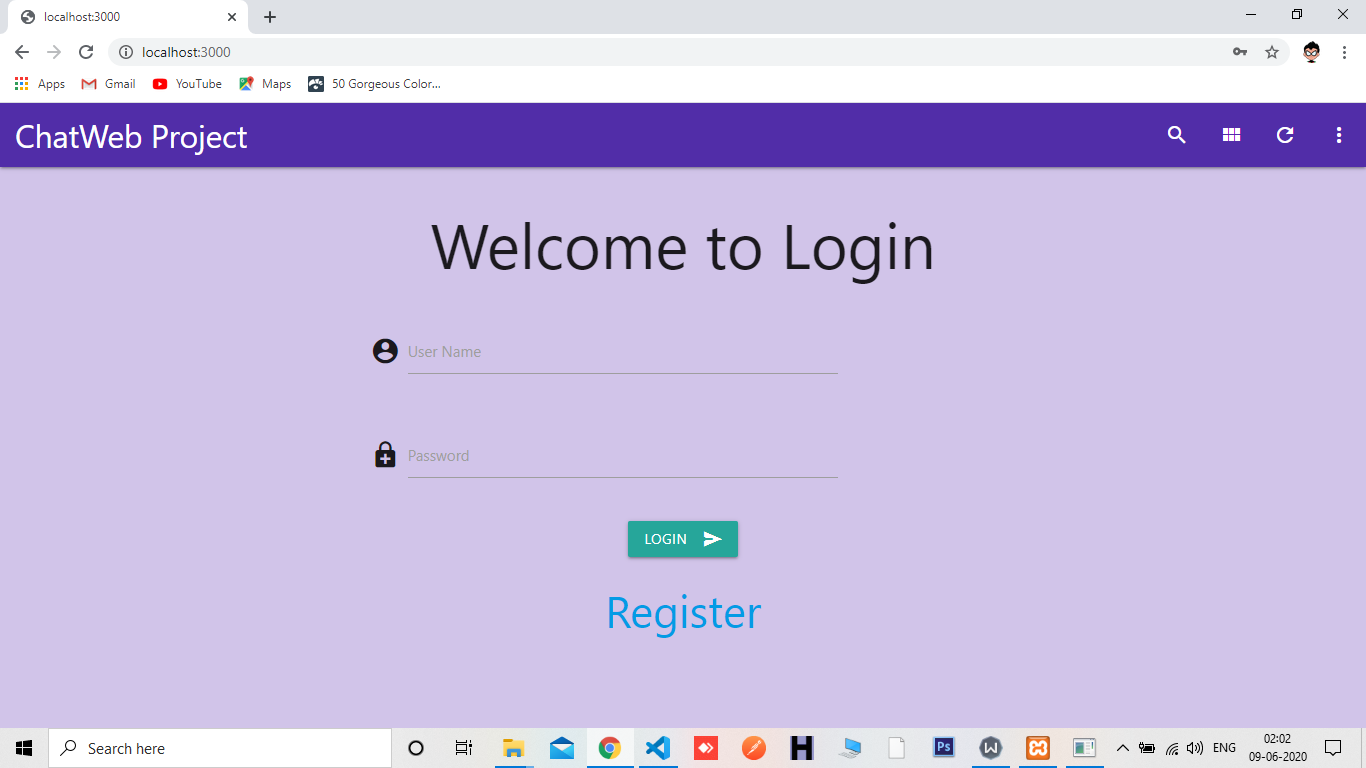 localhost:3000
localhost:3000
Apps Gmail YouTube Maps 50 Gorgeous Color...
ChatWeb Project
Welcome to Login
User Name
Password
LOGIN
Register
Search here
Ps
ENG
02:02
09-06-2020